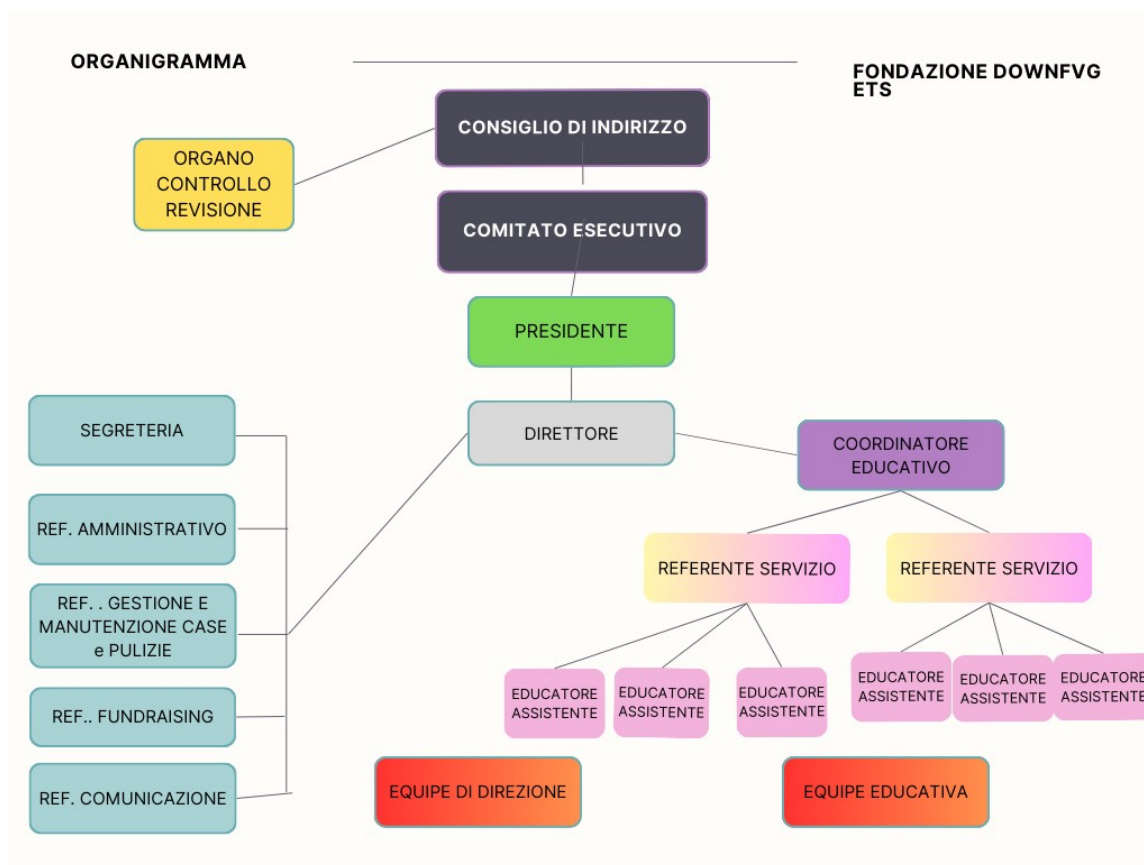 ORGANIGRAMMA
FONDAZIONE DOWNFVG
ETS
CONSIGLIO DI INDIRIZZO
ORGANO
CONTROLLO
REVISIONE
COMITATO ESECUTIVO
PRESIDENTE
DIRETTORE
SEGRETERIA
REF. AMMINISTRATIVO
REF. . GESTIONE E
MANUTENZIONE CASE
e PULIZIE
REF.. FUNDRAISING
REF. COMUNICAZIONE
COORDINATORE
EDUCATIVO
REFERENTE SERVIZIO
REFERENTE SERVIZIO
EDUCATORE
ASSISTENTE
EDUCATORE
ASSISTENTE
EDUCATORE
ASSISTENTE
EDUCATORE
ASSISTENTE
EDUCATORE
ASSISTENTE
EDUCATORE
ASSISTENTE
EQUIPE DI DIREZIONE
EQUIPE EDUCATIVA